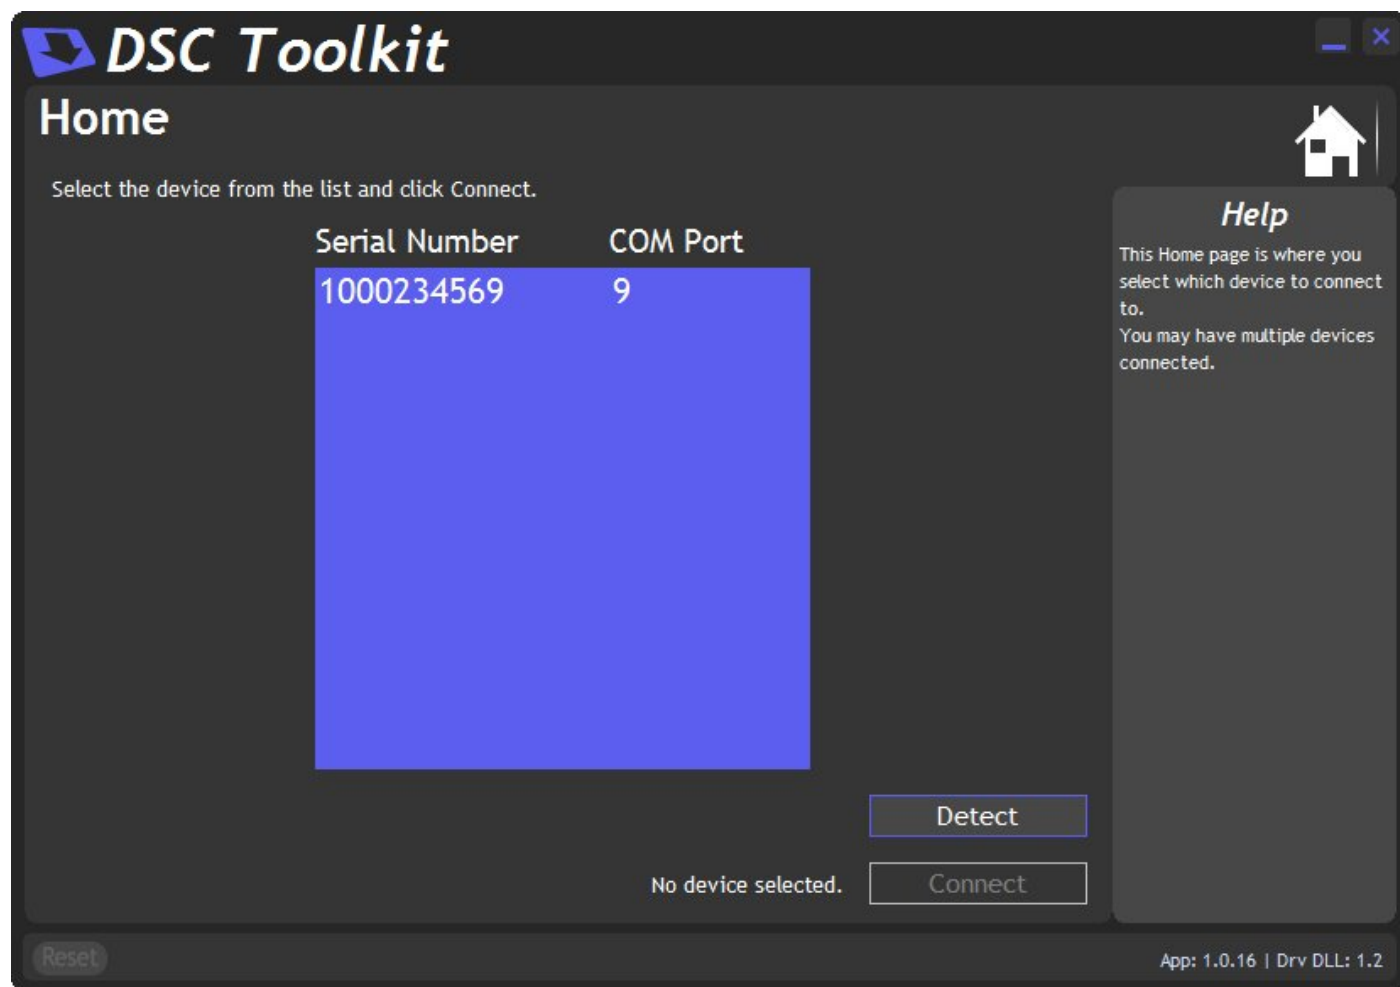 DSC Toolkit
Home
Select the device from the list and click Connect.
Serial Number COM Port
1000234569 9
Help
This Home page is where you
select which device to connect
to.
You may have multiple devices
connected.
Detect
No device selected. Connect
Reset
App: 1.0.16 | Drv DLL: 1.2